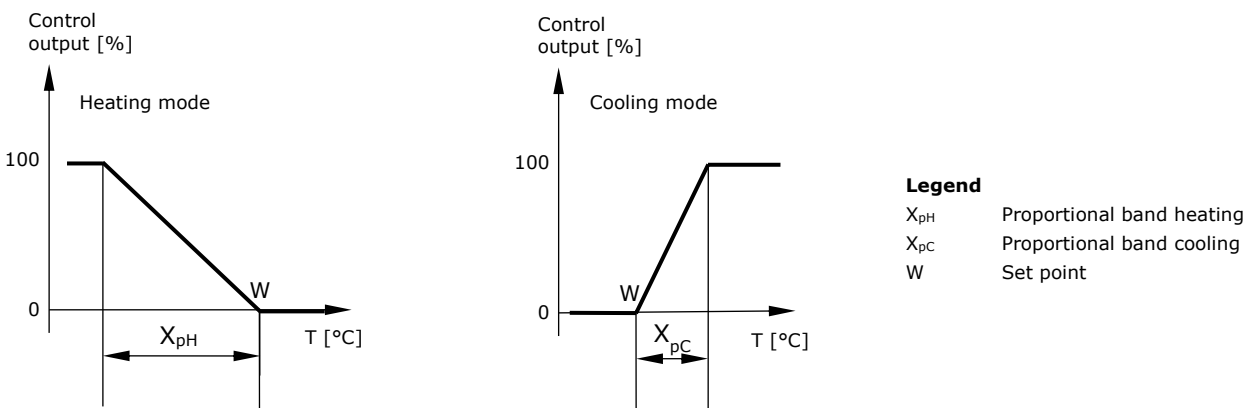 Control
output [%]
Heating mode
100
0
W
XpH
T [°C]
Control
output [%]
Cooling mode
100
0
W
XpC
T [°C]
Legend
XpH Proportional band heating
XpC Proportional band cooling
W Set point